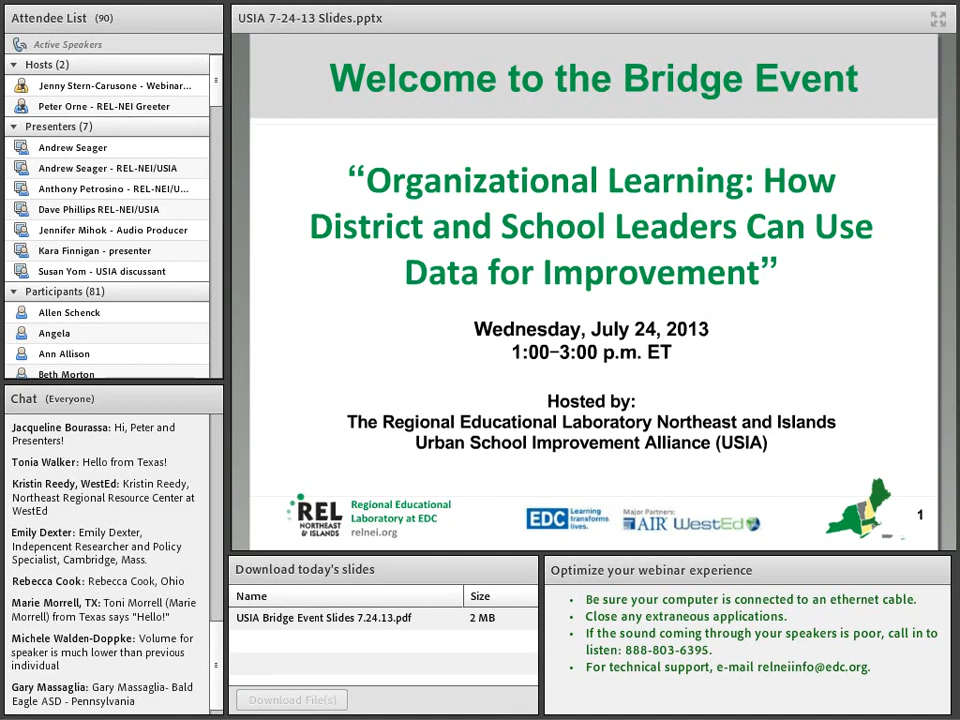 Attendee List (90)
Active Speakers
Hosts (2)
Jenny Stern-Carusone - Webinar...
Peter Orne - REL-NEI Greeter
Presenters (7)
Andrew Seager
Andrew Seager - REL-NEI/USIA
Anthony Petrosino - REL-NEI/U...
Dave Phillips REL-NEI/USIA
Jennifer Mihok - Audio Producer
Kara Finnigan - presenter
Susan Yom - USIA discussant
Participants (81)
Allen Schenck
Angela
Ann Allison
Beth Morton
Chat (Everyone)
Jacqueline Bourassa: Hi, Peter and
Presenters!
Tonia Walker: Hello from Texas!
Kristin Reedy, WestEd: Kristin Reedy,
Northeast Regional Resource Center at
WestEd
Emily Dexter: Emily Dexter,
Indepencent Researcher and Policy
Specialist, Cambridge, Mass.
Rebecca Cook: Rebecca Cook, Ohio
Marie Morrell, TX: Toni Morrell (Marie
Morrell) from Texas says "Hello!"
Michele Walden-Doppke: Volume for
speaker is much lower than previous
individual
Gary Massaglia: Gary Massaglia- Bald
Eagle ASD - Pennsylvania
USIA 7-24-13 Slides.pptx
Welcome to the Bridge Event
“Organizational Learning: How
District and School Leaders Can Use
Data for Improvement”
Wednesday, July 24, 2013
1:00–3:00 p.m. ET
Hosted by:
The Regional Educational Laboratory Northeast and Islands
Urban School Improvement Alliance (USIA)
REL
NORTHEAST
& ISLANDS
Regional Educational
Laboratory at EDC
relnei.org
EDC Learning
transforms
lives.
Major Partners:
AIR WestEd
1
Download today's slides
Name Size
USIA Bridge Event Slides 7.24.13.pdf 2 MB
Download File(s)
Optimize your webinar experience
• Be sure your computer is connected to an ethernet cable.
• Close any extraneous applications.
• If the sound coming through your speakers is poor, call in to
listen: 888-803-6395.
• For technical support, e-mail relneiinfo@edc.org.